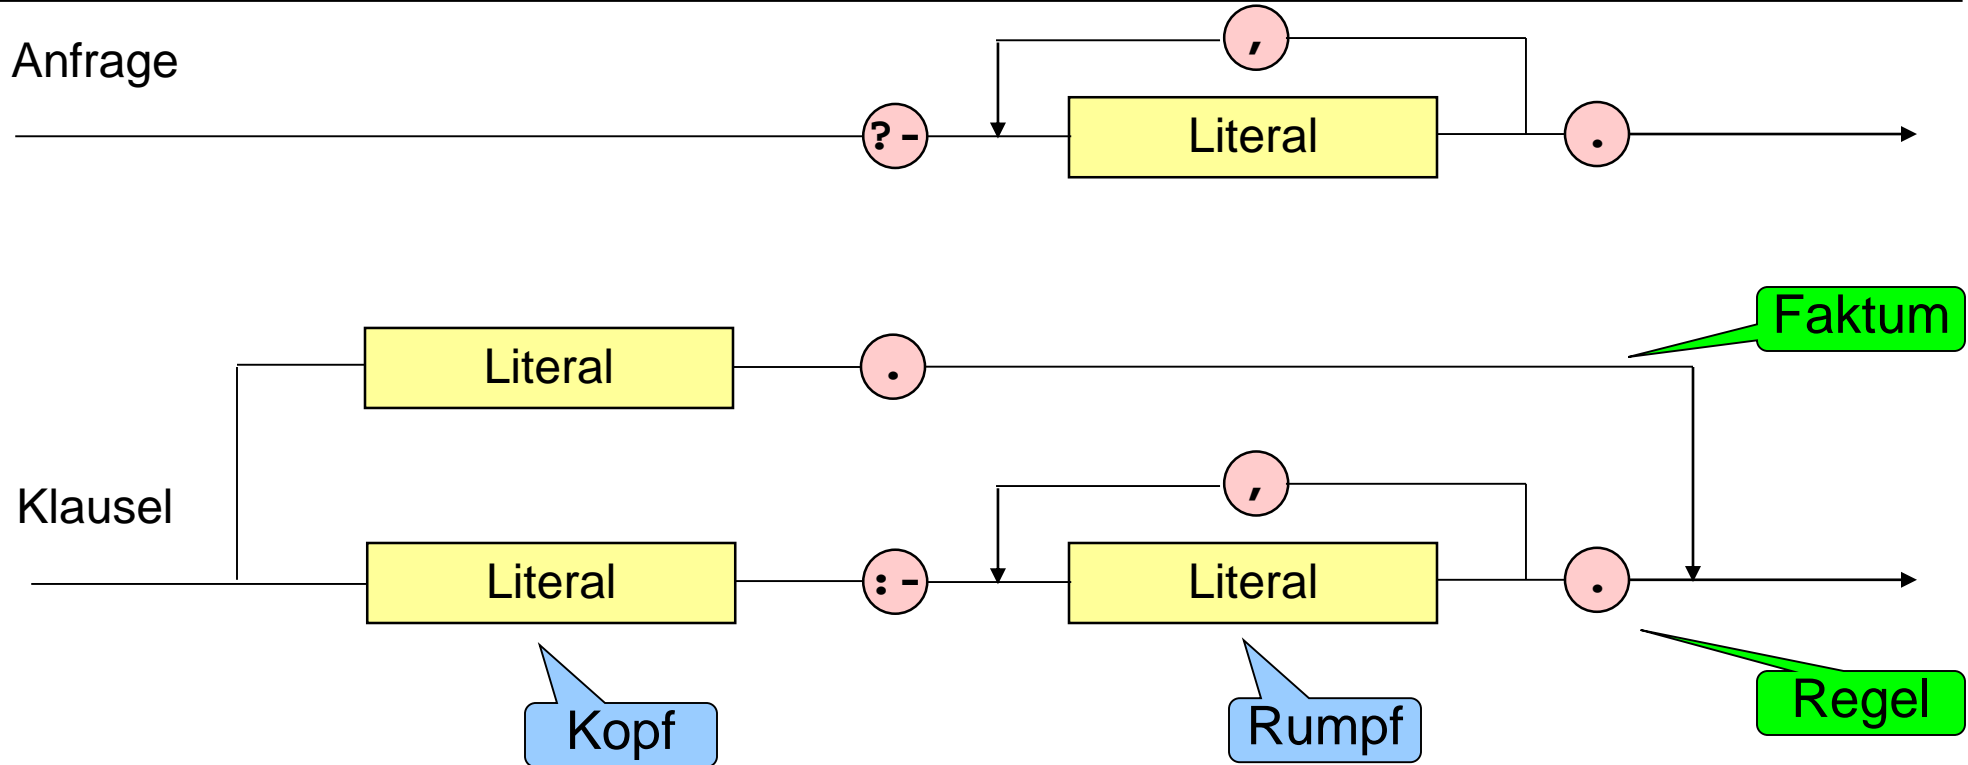 ,
Anfrage
?- Literal .
Faktum
Literal .
,
Klausel
Literal :- Literal .
Kopf Rumpf Regel